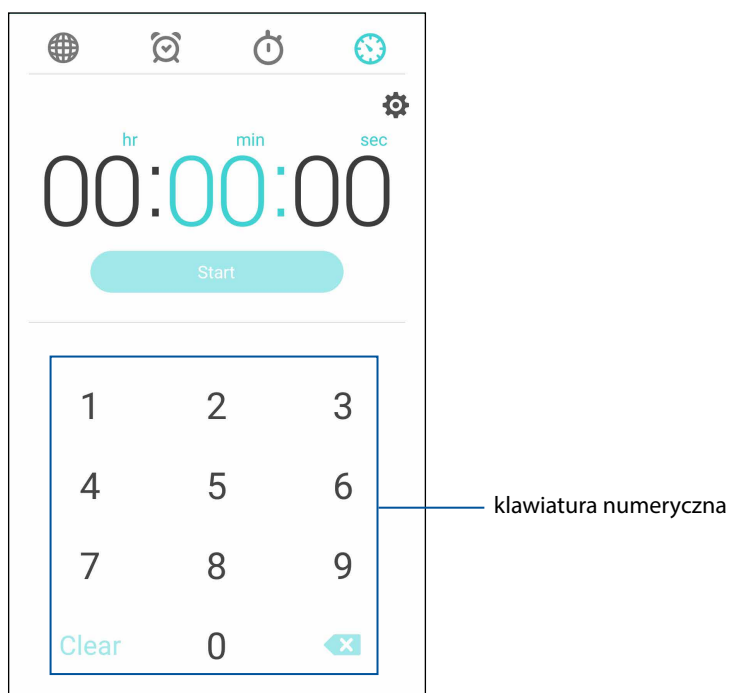 hr min sec
00:00:00
Start
1 2 3
4 5 6
klawiatura numeryczna
7 8 9
Clear 0